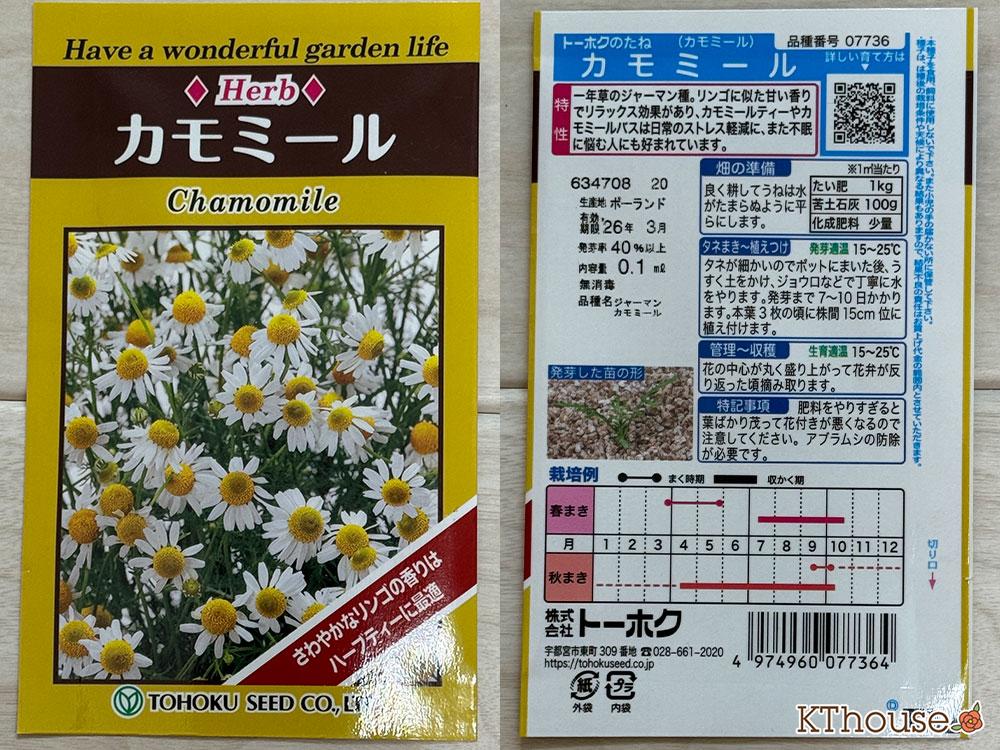 Have a wonderful garden life
Herb
カモミール
Chamomile
さわやかなリンゴの香りは
ハーブティーに最適
TOHOKU SEED CO., L
トーホクのたね （カモミール） 品種番号 07736
カモミール
詳しい育て方は
特性
一年草のジャーマン種。リンゴに似た甘い香り
でリラックス効果があり、カモミールティーやカ
モミールバスは日常のストレス軽減に、また不眠
に悩む人にも好まれています。
634708 20
生産地 ポーランド
有効期限 26年 3月
発芽率 40%以上
内容量 0.1 ㎖
無消毒
品種名 ジャーマン
カモミール
畑の準備
良く耕してうねは水
がたまらぬように平
らにします。
※1㎡当たり
たい肥 1kg
苦土石灰 100g
化成肥料 少量
タネまき〜植えつけ 発芽適温 15〜25℃
タネが細かいのでポットにまいた後、う
すく土をかけ、ジョウロなどで丁寧に水
をやります。発芽まで7〜10日かかりま
す。本葉3枚の頃に株間15cm位に
植え付けます。
管理〜収穫 生育適温 15〜25℃
花の中心が丸く盛り上がって花弁が反
り返った頃摘み取ります。
発芽した苗の形
特記事項 肥料をやりすぎると
葉ばかり茂って花付きが悪くなるので
注意してください。アブラムシの防除
が必要です。
栽培例 まく時期 収かく期
春まき
月 1 2 3 4 5 6 7 8 9 10 11 12
秋まき
切り口
株式会社 トーホク
宇都宮市東町309番地 ☎028-661-2020
https://tohokuseed.co.jp
4 974960 077364
紙 プラ
外袋 内袋
KThouse